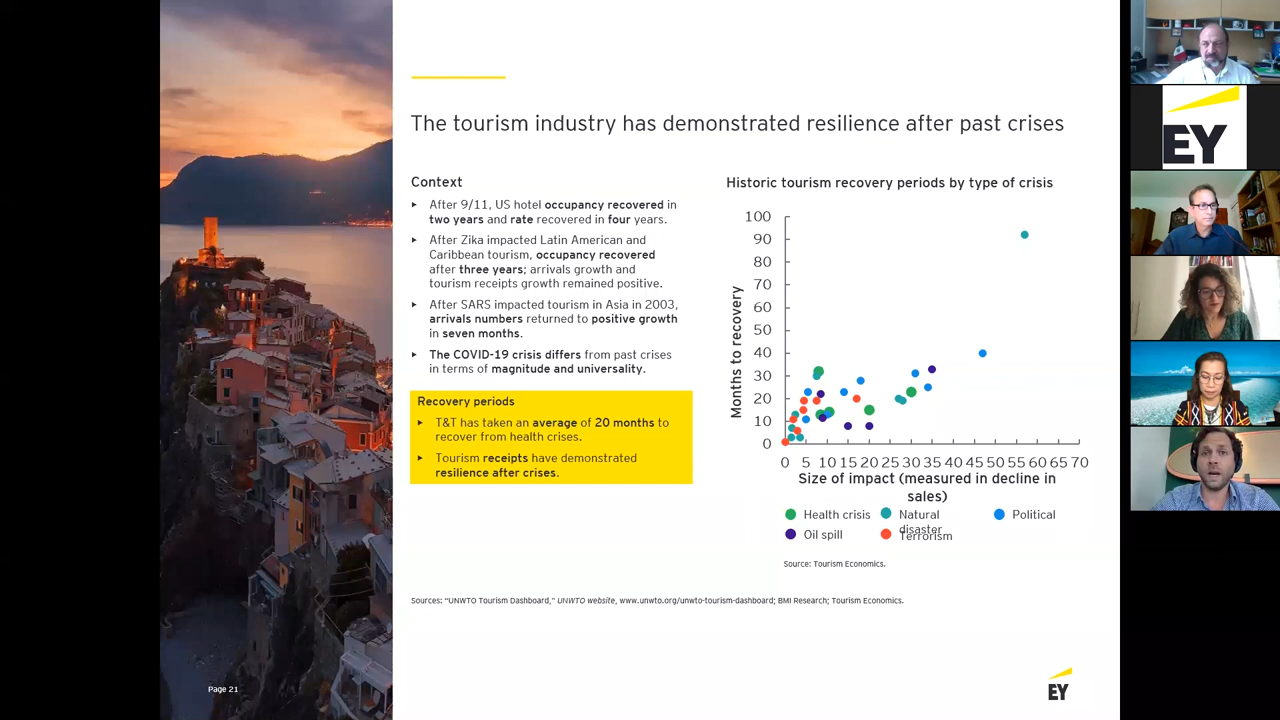 The tourism industry has demonstrated resilience after past crises
Context
▸ After 9/11, US hotel occupancy recovered in
two years and rate recovered in four years.
▸ After Zika impacted Latin American and
Caribbean tourism, occupancy recovered
after three years; arrivals growth and
tourism receipts growth remained positive.
▸ After SARS impacted tourism in Asia in 2003,
arrivals numbers returned to positive growth
in seven months.
▸ The COVID-19 crisis differs from past crises
in terms of magnitude and universality.
Recovery periods
▸ T&T has taken an average of 20 months to
recover from health crises.
▸ Tourism receipts have demonstrated
resilience after crises.
Historic tourism recovery periods by type of crisis
Months to recovery
100
90
80
70
60
50
40
30
20
10
0
0 5 10 15 20 25 30 35 40 45 50 55 60 65 70
Size of impact (measured in decline in
sales)
Health crisis
Natural
disaster
Political
Oil spill
Terrorism
Source: Tourism Economics.
Sources: "UNWTO Tourism Dashboard," UNWTO website, www.unwto.org/unwto-tourism-dashboard; BMI Research; Tourism Economics.
Page 21
EY
EY